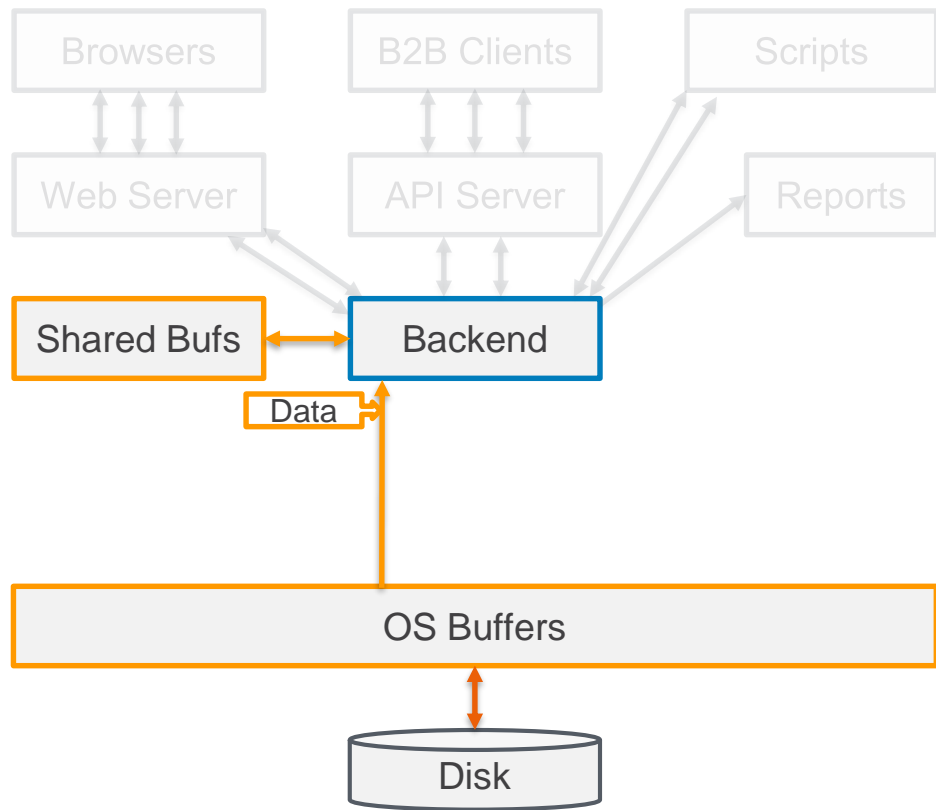 Browsers
B2B Clients
Scripts
Web Server
API Server
Reports
Shared Bufs
Backend
Data
OS Buffers
Disk